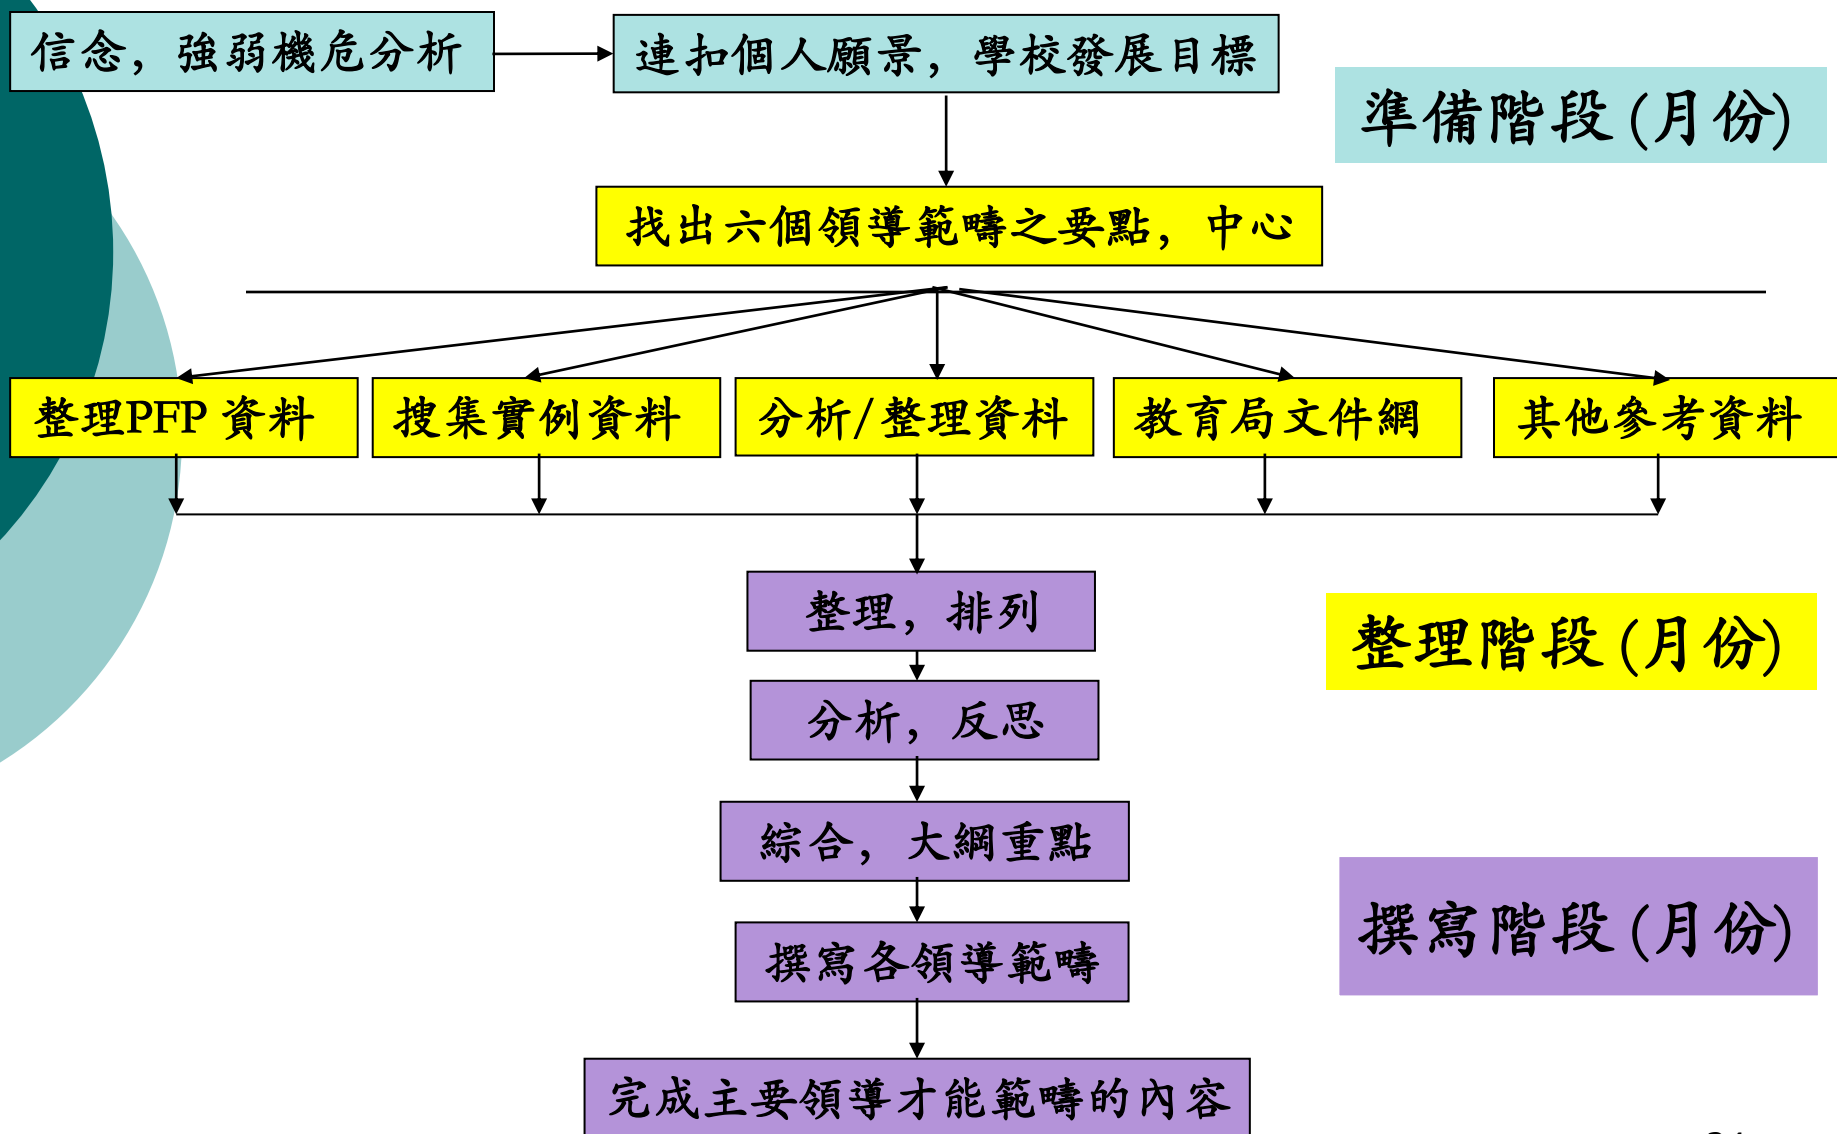 信念，強弱機危分析
連扣個人願景，學校發展目標
準備階段(月份)
找出六個領導範疇之要點，中心
整理PFP 資料
搜集實例資料
分析/整理資料
教育局文件網
其他參考資料
整理，排列
整理階段(月份)
分析，反思
綜合，大綱重點
撰寫階段(月份)
撰寫各領導範疇
完成主要領導才能範疇的內容